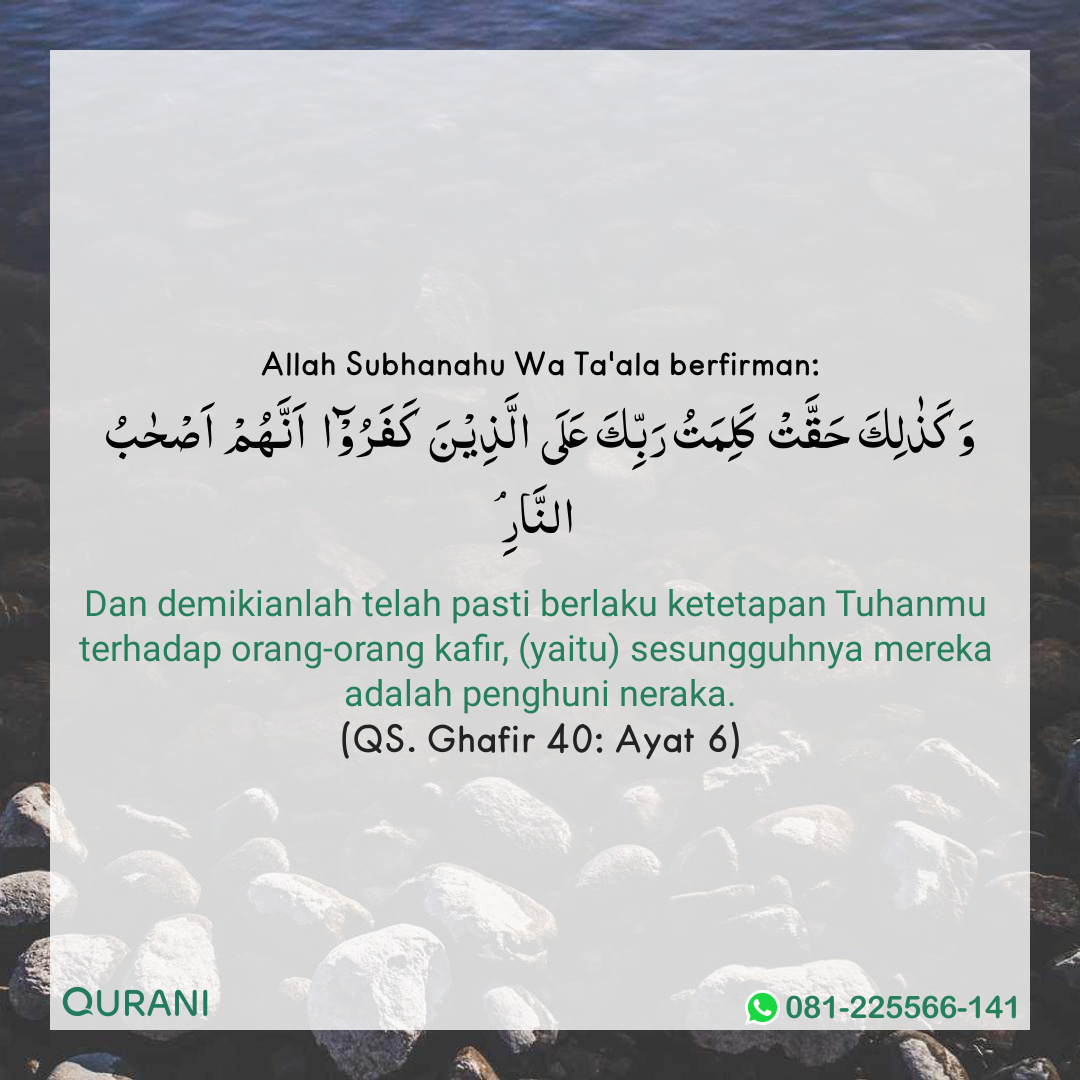 Allah Subhanahu Wa Ta'ala berfirman:
وَكَذٰلِكَ حَقَّتْ كَلِمَتُ رَبِّكَ عَلَى الَّذِيْنَ كَفَرُوْۤا اَنَّهُمْ اَصْحٰبُ
النَّا رِ ۘ
Dan demikianlah telah pasti berlaku ketetapan Tuhanmu
terhadap orang-orang kafir, (yaitu) sesungguhnya mereka
adalah penghuni neraka.
(QS. Ghafir 40: Ayat 6)
QURANI
081-225566-141